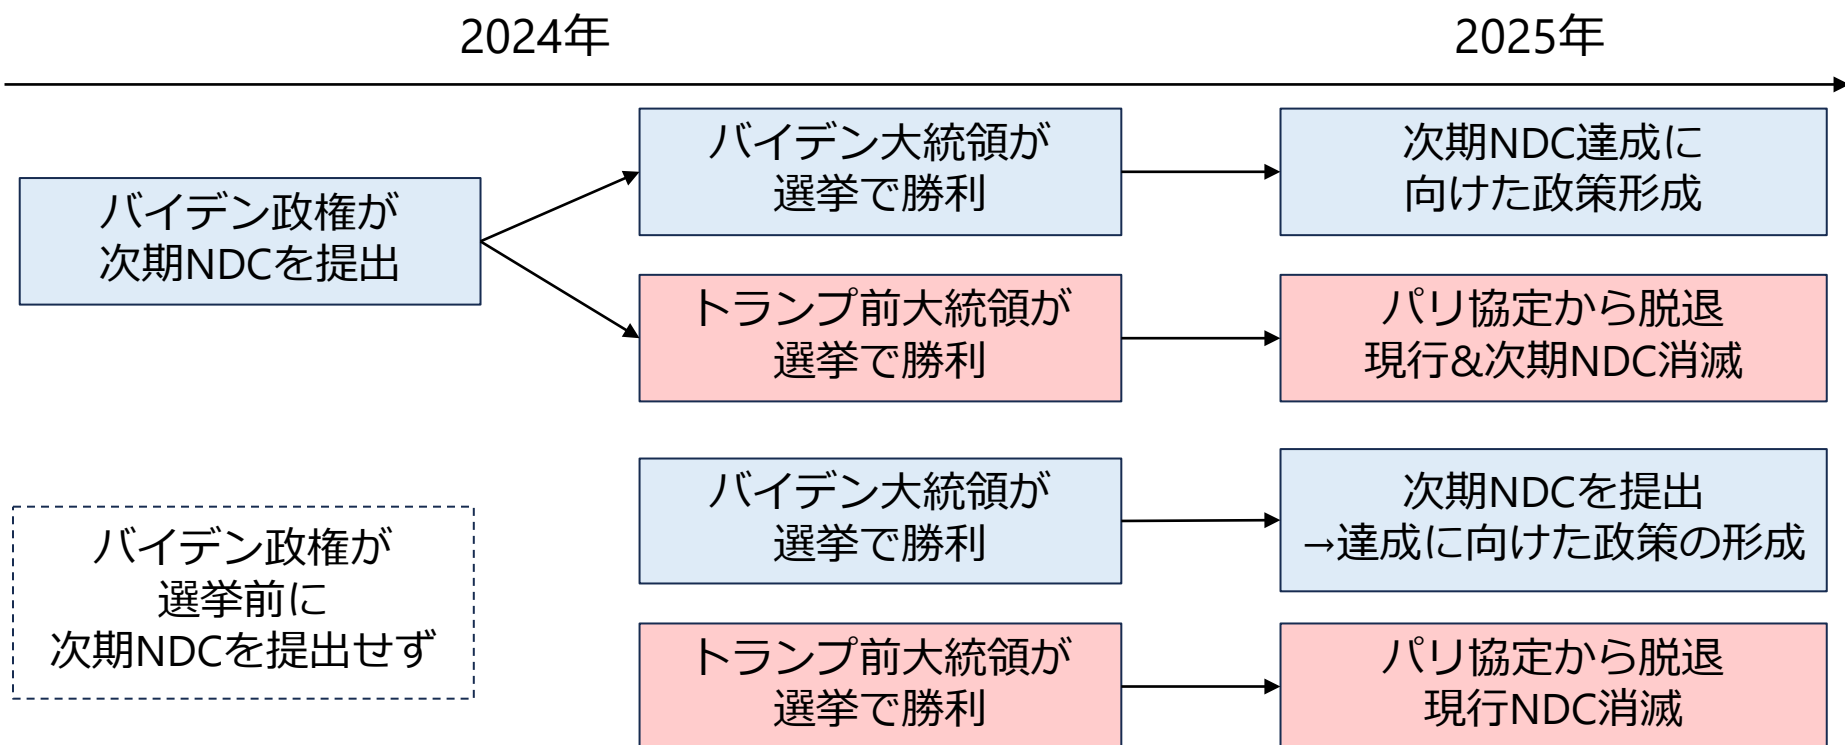 2024年
2025年
バイデン政権が
次期NDCを提出
バイデン大統領が
選挙で勝利
次期NDC達成に
向けた政策形成
トランプ前大統領が
選挙で勝利
パリ協定から脱退
現行&次期NDC消滅
バイデン政権が
選挙前に
次期NDCを提出せず
バイデン大統領が
選挙で勝利
次期NDCを提出
→達成に向けた政策の形成
トランプ前大統領が
選挙で勝利
パリ協定から脱退
現行NDC消滅